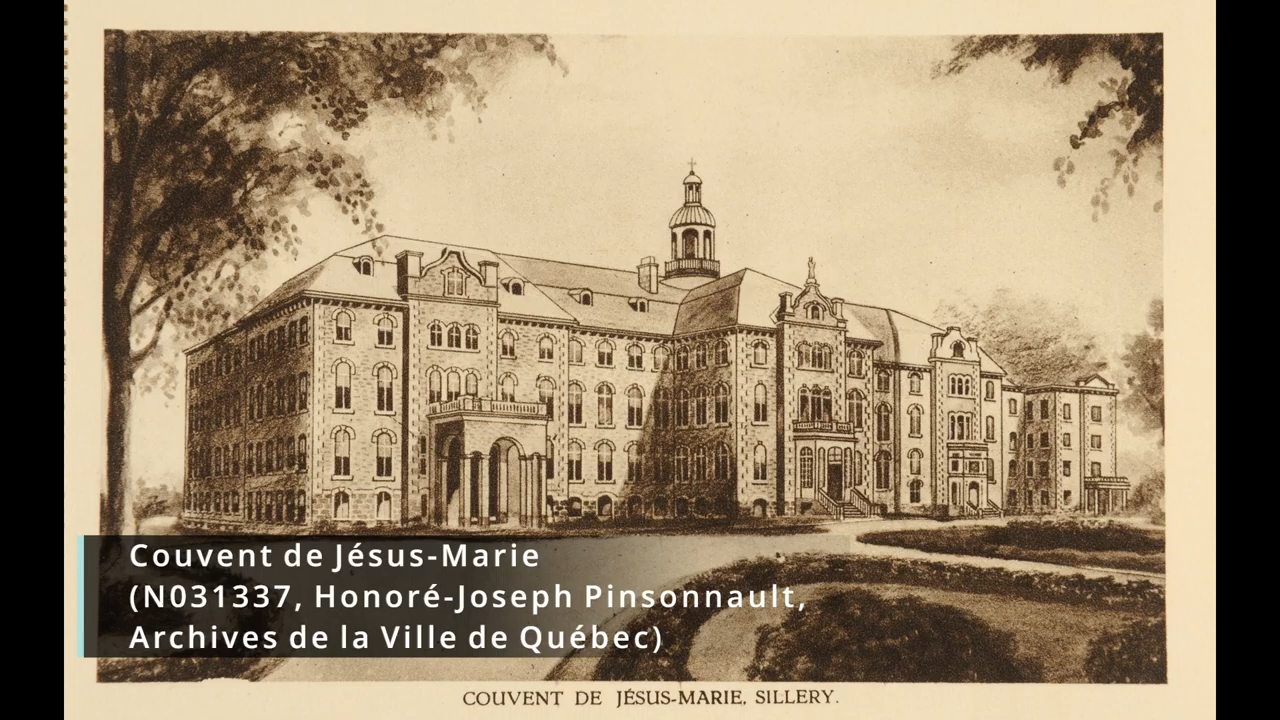 Couvent de Jésus-Marie
(N031337, Honoré-Joseph Pinsonnault,
Archives de la Ville de Québec)
COUVENT DE JÉSUS-MARIE, SILLERY.